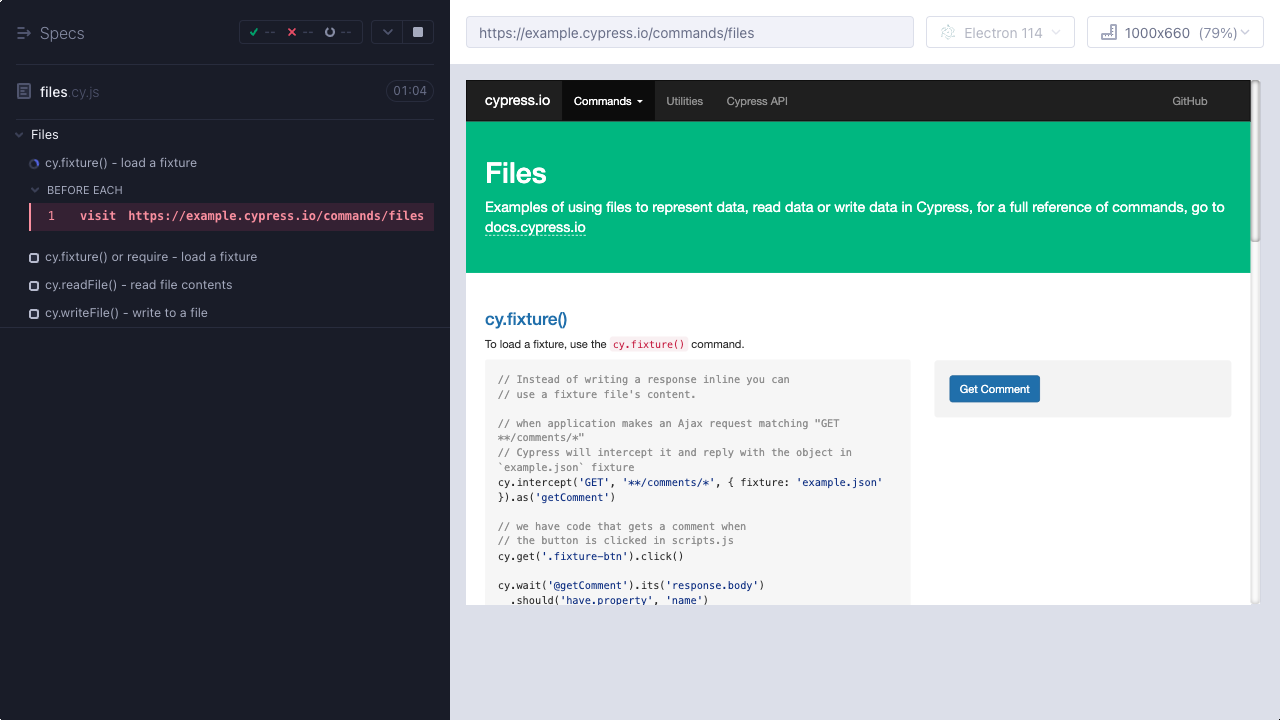 Specs
--
--
--
files.cy.js
01:04
Files
cy.fixture() - load a fixture
BEFORE EACH
1 visit https://example.cypress.io/commands/files
cy.fixture() or require - load a fixture
cy.readFile() - read file contents
cy.writeFile() - write to a file
https://example.cypress.io/commands/files
Electron 114
1000x660 (79%)
cypress.io
Commands
Utilities
Cypress API
GitHub
Files
Examples of using files to represent data, read data or write data in Cypress, for a full reference of commands, go to
docs.cypress.io
cy.fixture()
To load a fixture, use the cy.fixture() command.
// Instead of writing a response inline you can
// use a fixture file's content.
// when application makes an Ajax request matching "GET
**/comments/*"
// Cypress will intercept it and reply with the object in
`example.json` fixture
cy.intercept('GET', '**/comments/*', { fixture: 'example.json'
}).as('getComment')
// we have code that gets a comment when
// the button is clicked in scripts.js
cy.get('.fixture-btn').click()
cy.wait('@getComment').its('response.body')
.should('have.property', 'name')
Get Comment